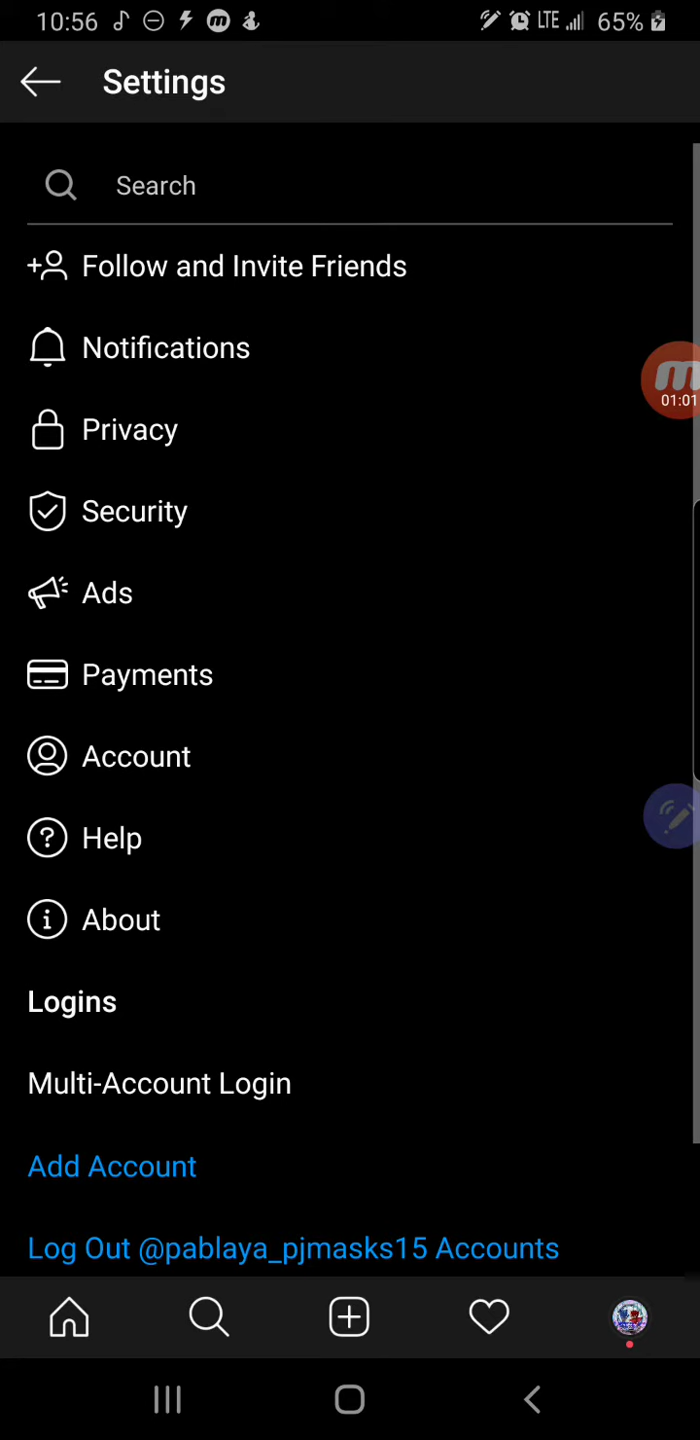 10:56 LTE 65%
Settings
Search
Follow and Invite Friends
Notifications
Privacy
01:01
Security
Ads
Payments
Account
Help
About
Logins
Multi-Account Login
Add Account
Log Out @pablaya_pjmasks15 Accounts